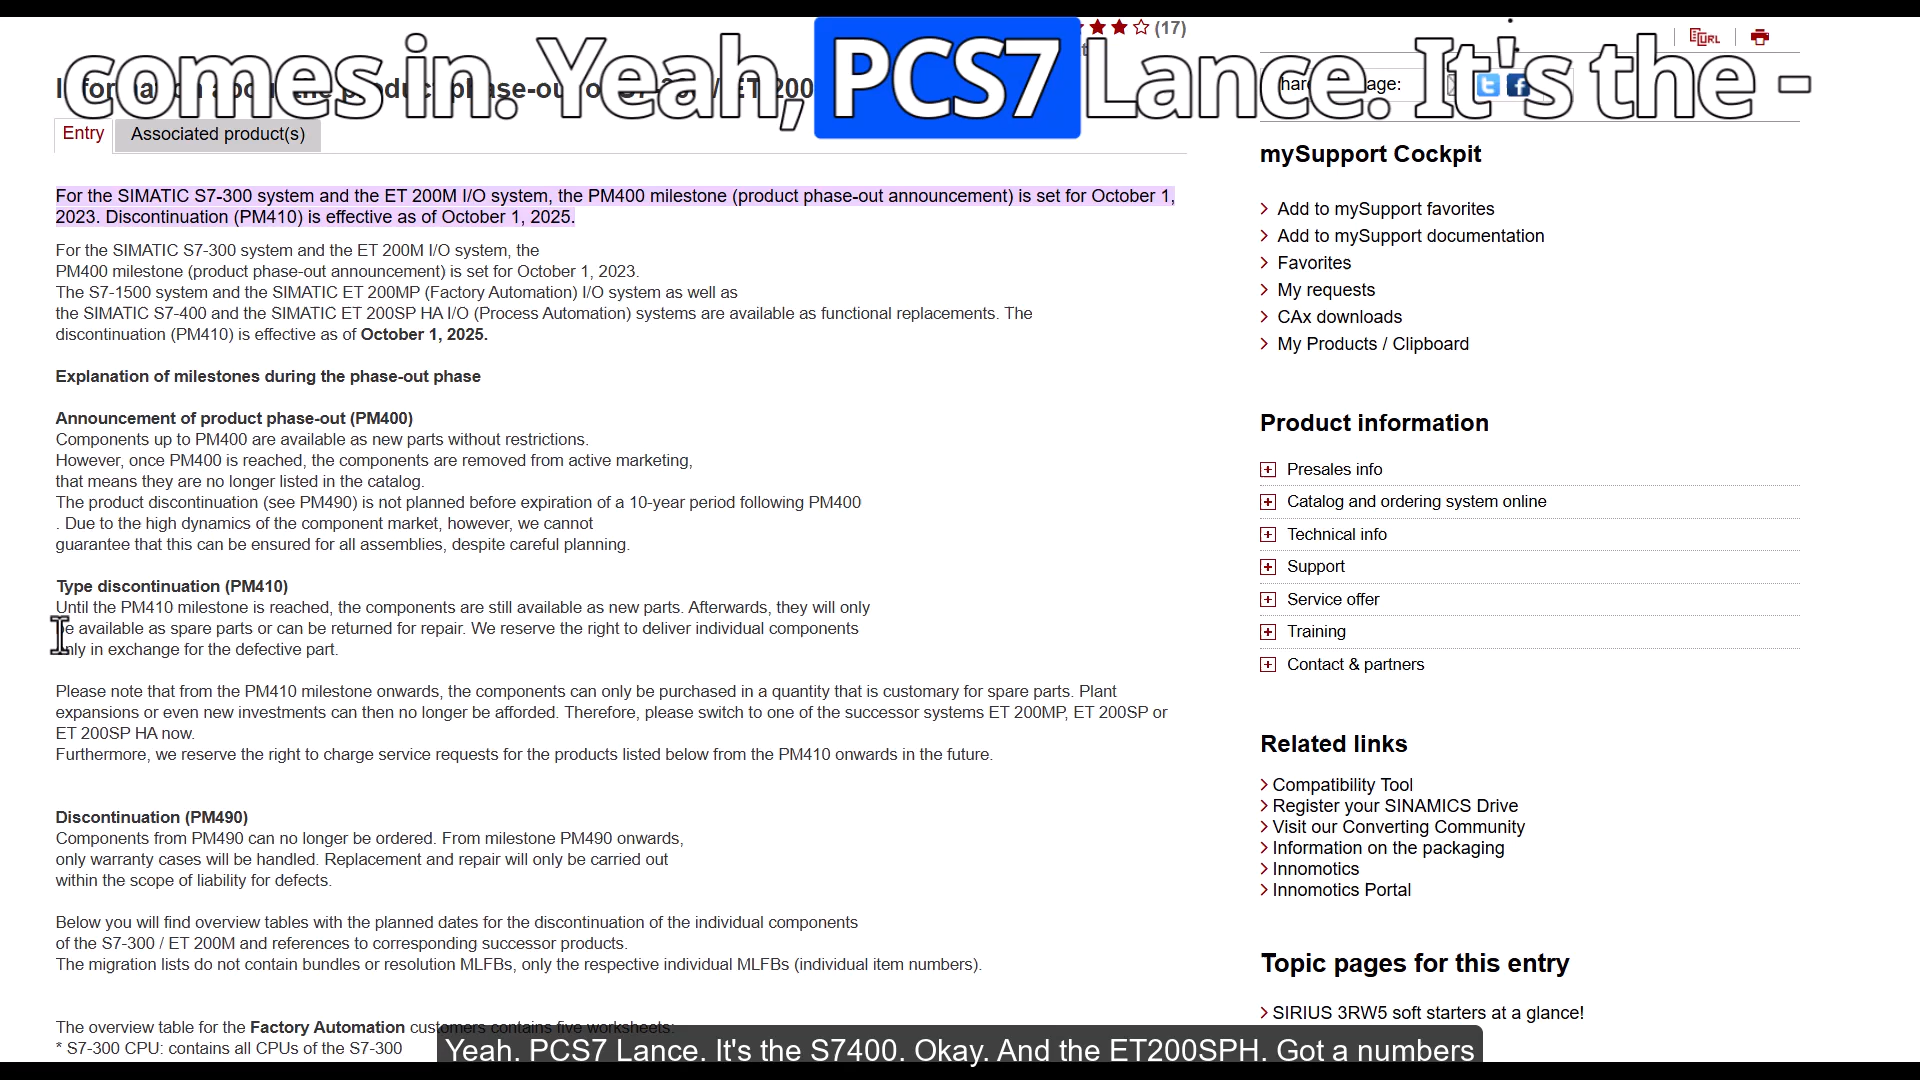 comes in. Yeah, PCS7 Lance. It's the -
(17)
Entry
Associated product(s)
For the SIMATIC S7-300 system and the ET 200M I/O system, the PM400 milestone (product phase-out announcement) is set for October 1,
2023. Discontinuation (PM410) is effective as of October 1, 2025.
For the SIMATIC S7-300 system and the ET 200M I/O system, the
PM400 milestone (product phase-out announcement) is set for October 1, 2023.
The S7-1500 system and the SIMATIC ET 200MP (Factory Automation) I/O system as well as
the SIMATIC S7-400 and the SIMATIC ET 200SP HA I/O (Process Automation) systems are available as functional replacements. The
discontinuation (PM410) is effective as of October 1, 2025.
Explanation of milestones during the phase-out phase
Announcement of product phase-out (PM400)
Components up to PM400 are available as new parts without restrictions.
However, once PM400 is reached, the components are removed from active marketing,
that means they are no longer listed in the catalog.
The product discontinuation (see PM490) is not planned before expiration of a 10-year period following PM400
. Due to the high dynamics of the component market, however, we cannot
guarantee that this can be ensured for all assemblies, despite careful planning.
Type discontinuation (PM410)
Until the PM410 milestone is reached, the components are still available as new parts. Afterwards, they will only
be available as spare parts or can be returned for repair. We reserve the right to deliver individual components
only in exchange for the defective part.
Please note that from the PM410 milestone onwards, the components can only be purchased in a quantity that is customary for spare parts. Plant
expansions or even new investments can then no longer be afforded. Therefore, please switch to one of the successor systems ET 200MP, ET 200SP or
ET 200SP HA now.
Furthermore, we reserve the right to charge service requests for the products listed below from the PM410 onwards in the future.
Discontinuation (PM490)
Components from PM490 can no longer be ordered. From milestone PM490 onwards,
only warranty cases will be handled. Replacement and repair will only be carried out
within the scope of liability for defects.
Below you will find overview tables with the planned dates for the discontinuation of the individual components
of the S7-300 / ET 200M and references to corresponding successor products.
The migration lists do not contain bundles or resolution MLFBs, only the respective individual MLFBs (individual item numbers).
The overview table for the Factory Automation customers contains five worksheets:
* S7-300 CPU: contains all CPUs of the S7-300
URL
mySupport Cockpit
Add to mySupport favorites
Add to mySupport documentation
Favorites
My requests
CAx downloads
My Products / Clipboard
Product information
Presales info
Catalog and ordering system online
Technical info
Support
Service offer
Training
Contact & partners
Related links
Compatibility Tool
Register your SINAMICS Drive
Visit our Converting Community
Information on the packaging
Innomotics
Innomotics Portal
Topic pages for this entry
SIRIUS 3RW5 soft starters at a glance!
Yeah. PCS7 Lance. It's the S7400. Okay. And the ET200SPH. Got a numbers